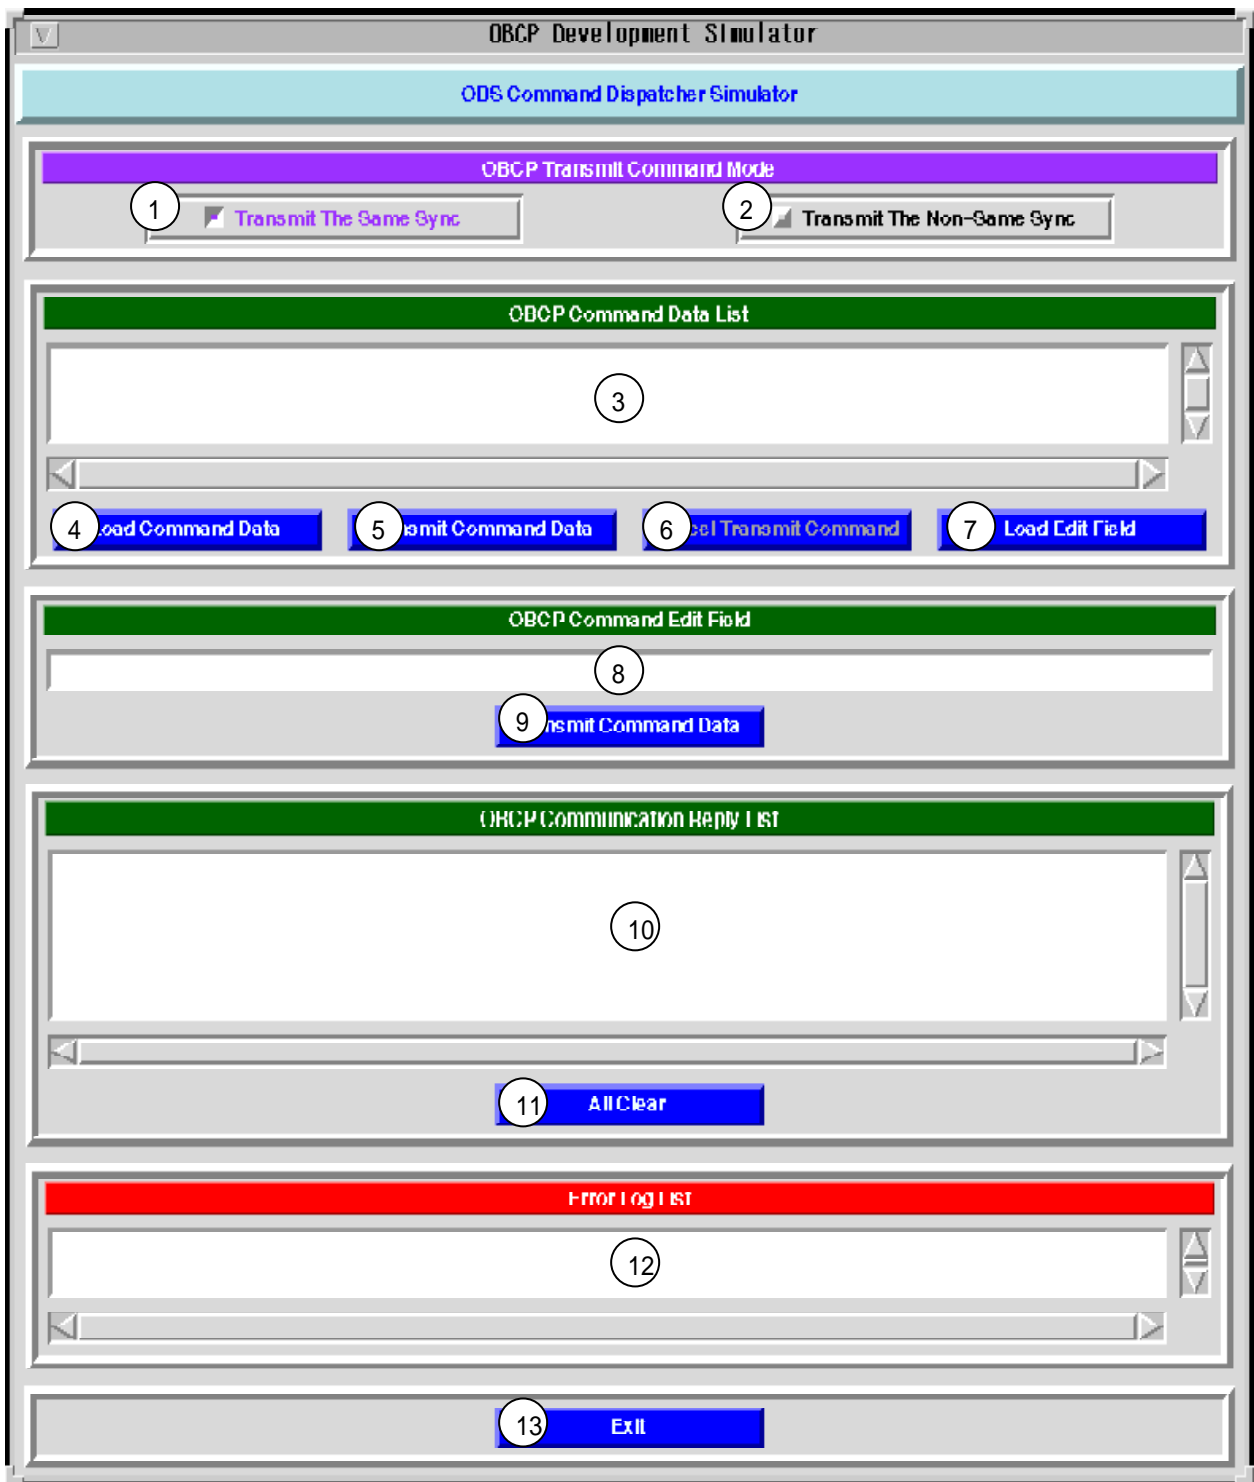 OBCP Development Simulator
ODS Command Dispatcher Simulator
OBCP Transmit Command Mode
1 Transmit The Same Sync 2 Transmit The Non-Same Sync
OBCP Command Data List
3
4 Load Command Data 5 nsmit Command Data 6 cel Transmit Command 7 Load Edit Field
OBCP Command Edit Field
8
9 nsmit Command Data
OBCP Communication Reply List
10
11 All Clear
Error Log List
12
13 Exit